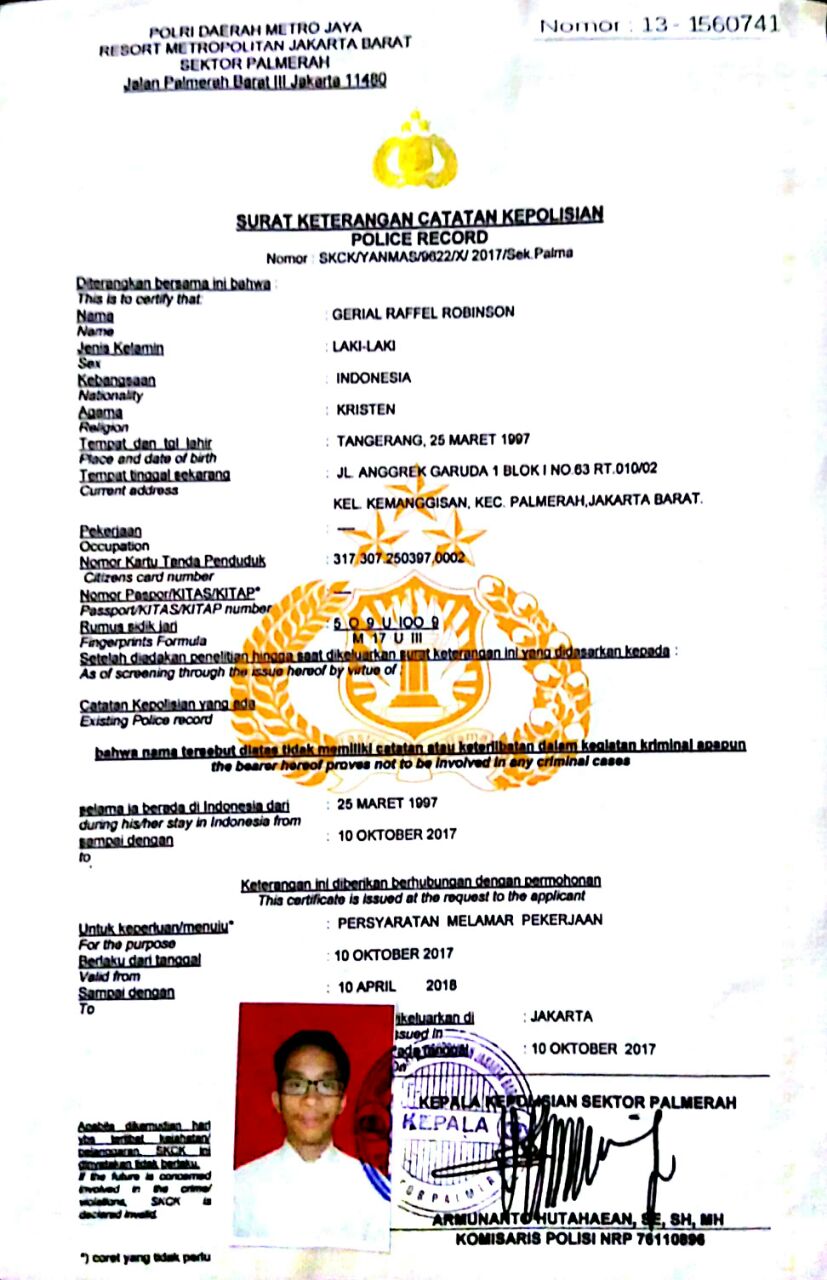 POLRI DAERAH METRO JAYA
RESORT METROPOLITAN JAKARTA BARAT
SEKTOR PALMERAH
Jalan Palmerah Barat III Jakarta 11480
Nomor : 13 - 1560741
SURAT KETERANGAN CATATAN KEPOLISIAN
POLICE RECORD
Nomor : SKCK/YANMAS/9622/X/ 2017/Sek.Palma
Diterangkan bersama ini bahwa :
This is to certify that:
Nama : GERIAL RAFFEL ROBINSON
Name
Jenis Kelamin : LAKI-LAKI
Sex
Kebangsaan : INDONESIA
Nationality
Agama : KRISTEN
Religion
Tempat dan tgl lahir : TANGERANG, 25 MARET 1997
Place and date of birth
Tempat tinggal sekarang : JL. ANGGREK GARUDA 1 BLOK I NO.63 RT.010/02
Current address
KEL. KEMANGGISAN, KEC. PALMERAH,JAKARTA BARAT.
Pekerjaan : —
Occupation
Nomor Kartu Tanda Penduduk : 317.307.250397.0002
Citizens card number
Nomor Paspor/KITAS/KITAP* : —
Passport/KITAS/KITAP number
Rumus sidik jari : 5 O 9 U IOO 9
Fingerprints Formula M 17 U III
Setelah diadakan penelitian hingga saat dikeluarkan surat keterangan ini yang didasarkan kepada :
As of screening through the issue hereof by virtue of :
Catatan Kepolisian yang ada
Existing Police record
bahwa nama tersebut diatas tidak memiliki catatan atau keterlibatan dalam kegiatan kriminal apapun
the bearer hereof proves not to be involved in any criminal cases
selama ia berada di Indonesia dari : 25 MARET 1997
during his/her stay in Indonesia from
sampai dengan : 10 OKTOBER 2017
to
Keterangan ini diberikan berhubungan dengan permohonan
This certificate is issued at the request to the applicant
Untuk keperluan/menuju* : PERSYARATAN MELAMAR PEKERJAAN
For the purpose
Berlaku dari tanggal : 10 OKTOBER 2017
Valid from
Sampai dengan : 10 APRIL 2018
To
ikeluarkan di : JAKARTA
ssued in
Pada tanggal : 10 OKTOBER 2017
On
KEPALA KEPOLISIAN SEKTOR PALMERAH
KEPALA
Apabila dikemudian hari
ybs terlibat kejahatan/
pelanggaran, SKCK ini
dinyatakan tidak berlaku.
If the future is concerned
involved in the crime/
violations, SKCK is
declared invalid.
ARMUNANTO HUTAHAEAN, SE, SH, MH
KOMISARIS POLISI NRP 76110896
*) coret yang tidak perlu